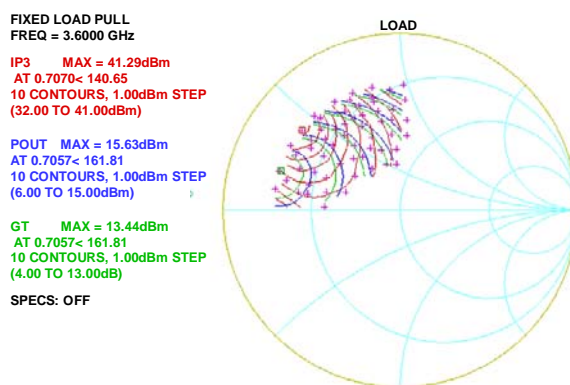 FIXED LOAD PULL
FREQ = 3.6000 GHz
LOAD
IP3 MAX = 41.29dBm
AT 0.7070< 140.65
10 CONTOURS, 1.00dBm STEP
(32.00 TO 41.00dBm)
POUT MAX = 15.63dBm
AT 0.7057< 161.81
10 CONTOURS, 1.00dBm STEP
(6.00 TO 15.00dBm)
GT MAX = 13.44dBm
AT 0.7057< 161.81
10 CONTOURS, 1.00dBm STEP
(4.00 TO 13.00dB)
SPECS: OFF